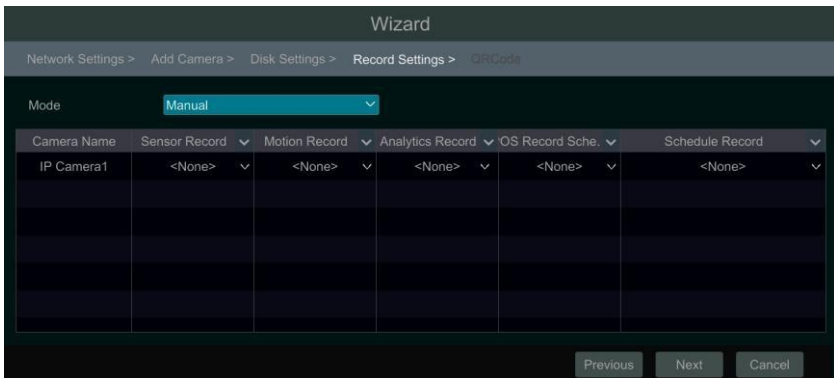 Wizard
Network Settings > Add Camera > Disk Settings > Record Settings > QRCode
Mode Manual
Camera Name Sensor Record Motion Record Analytics Record OS Record Sche. Schedule Record
IP Camera1 <None> <None> <None> <None> <None>
Previous Next Cancel